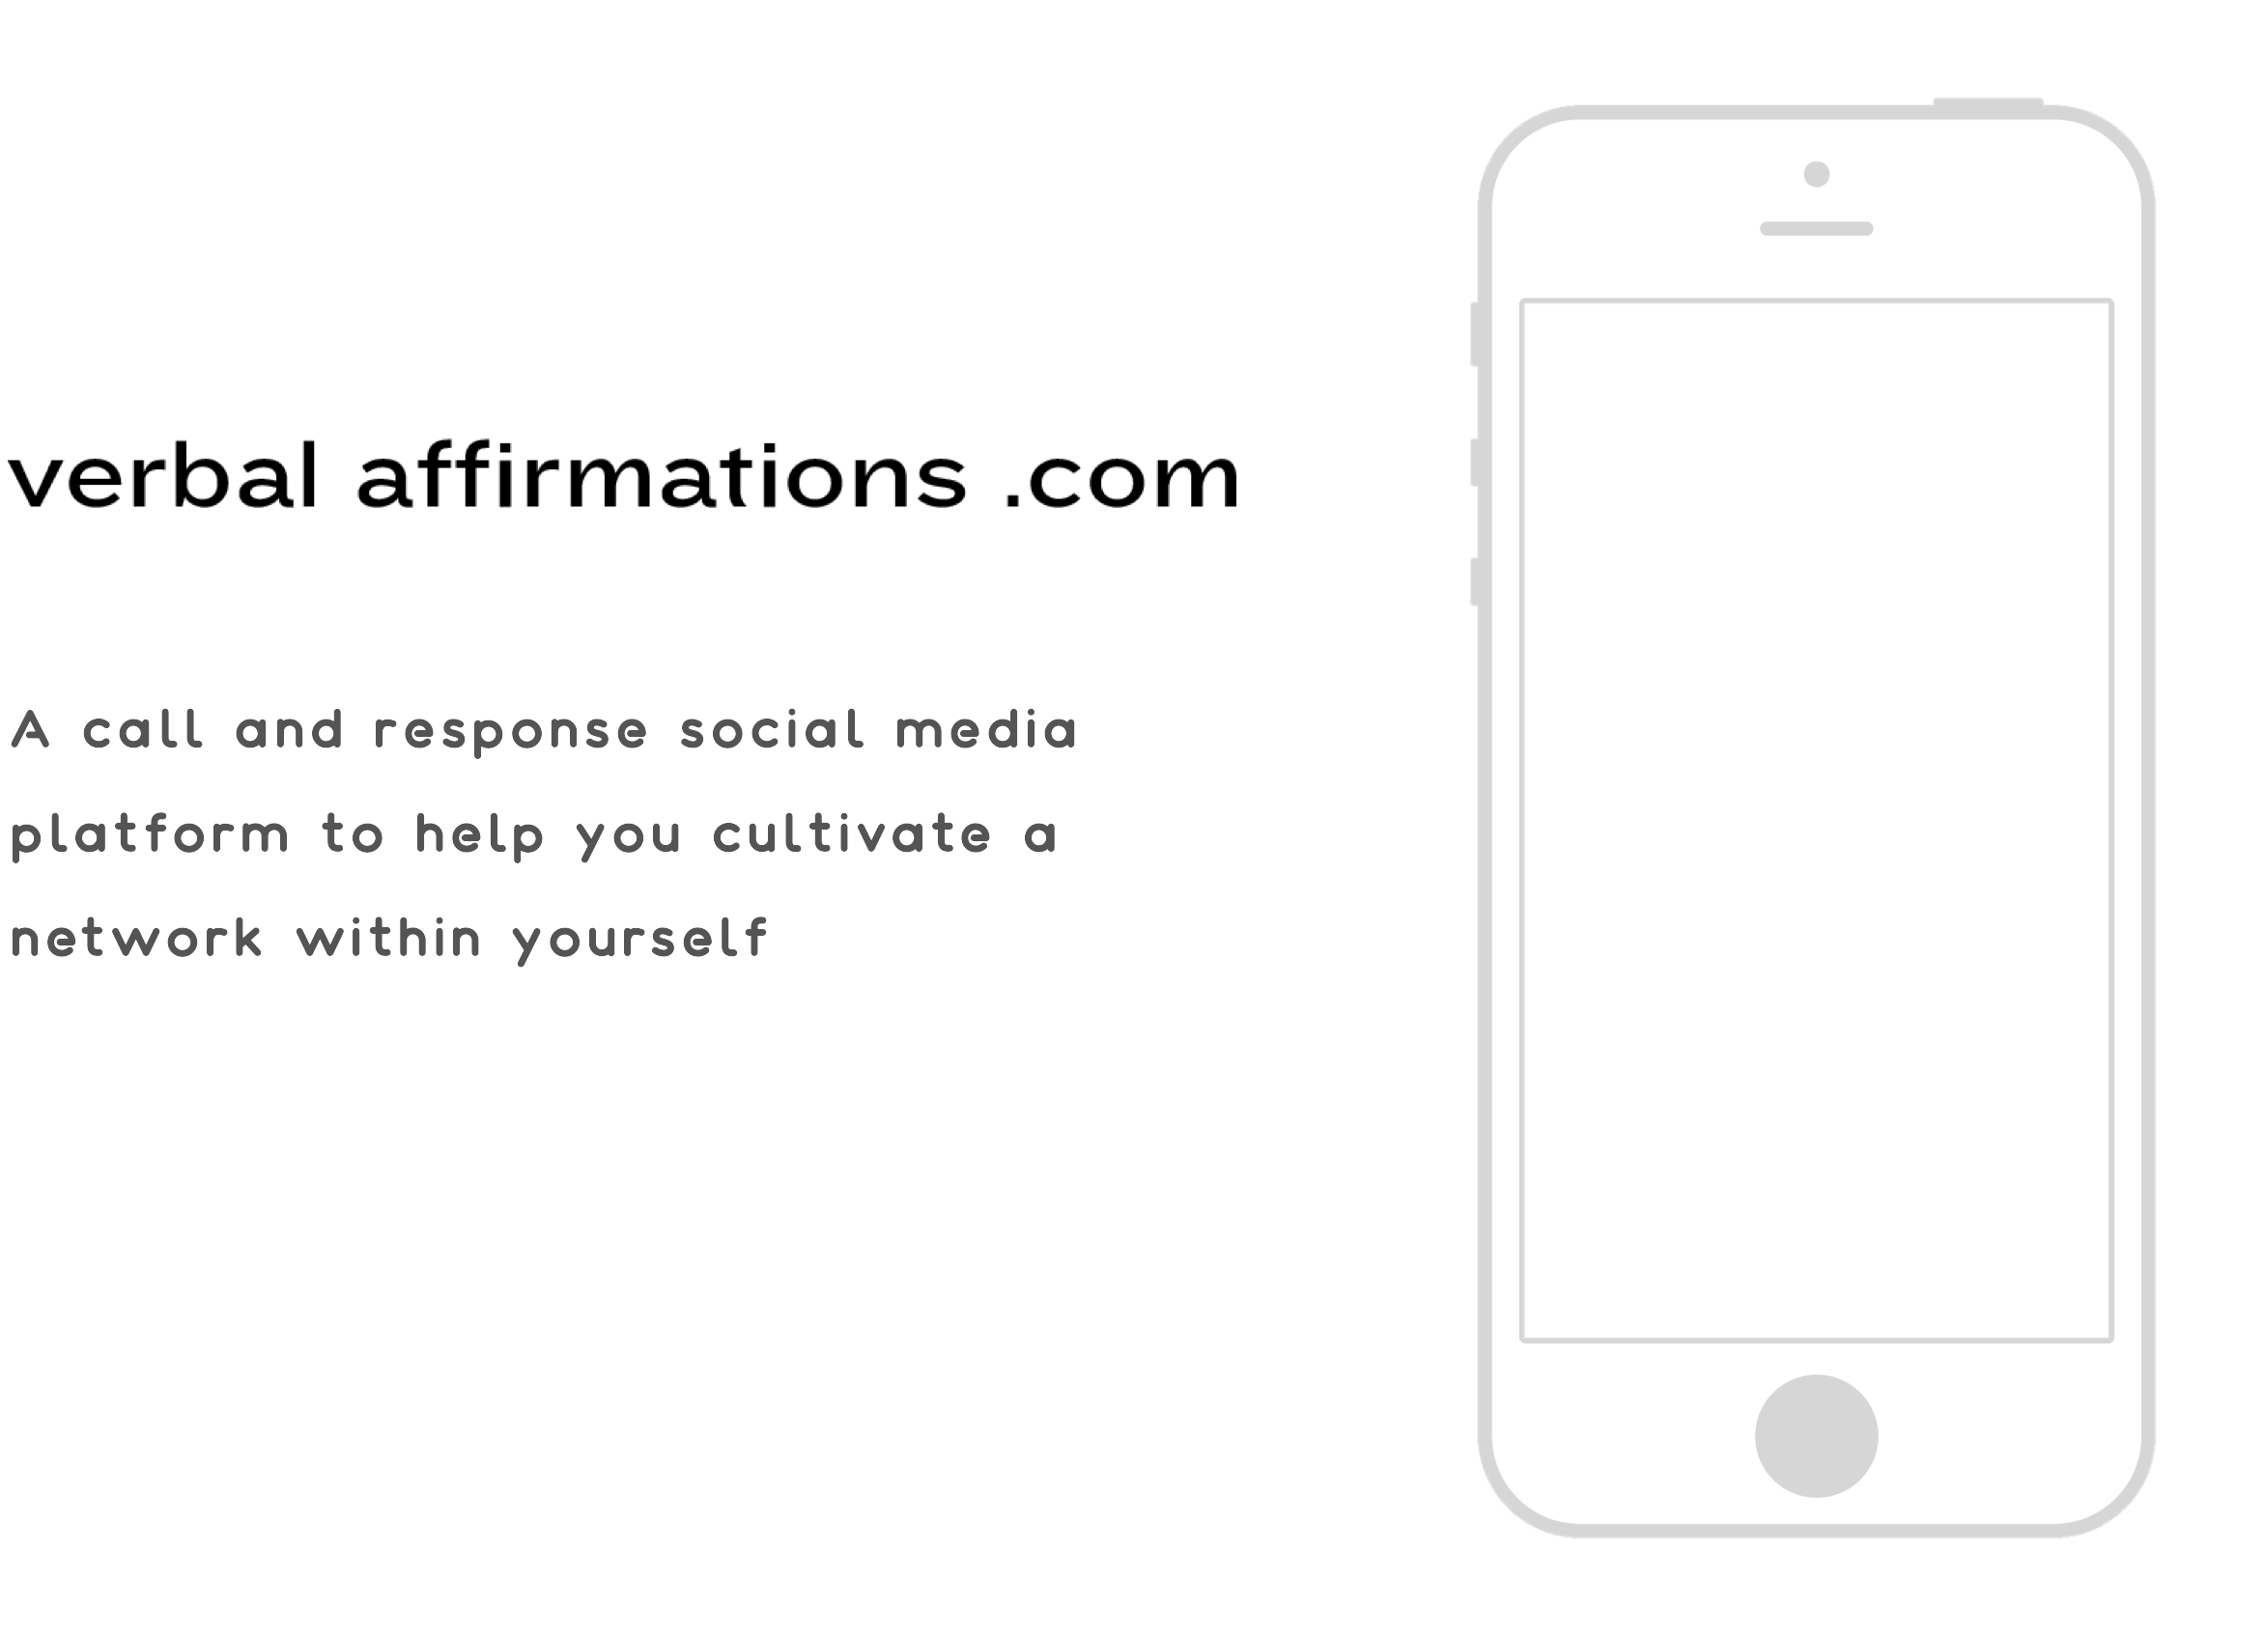 verbal affirmations .com
A call and response social media
platform to help you cultivate a
network within yourself